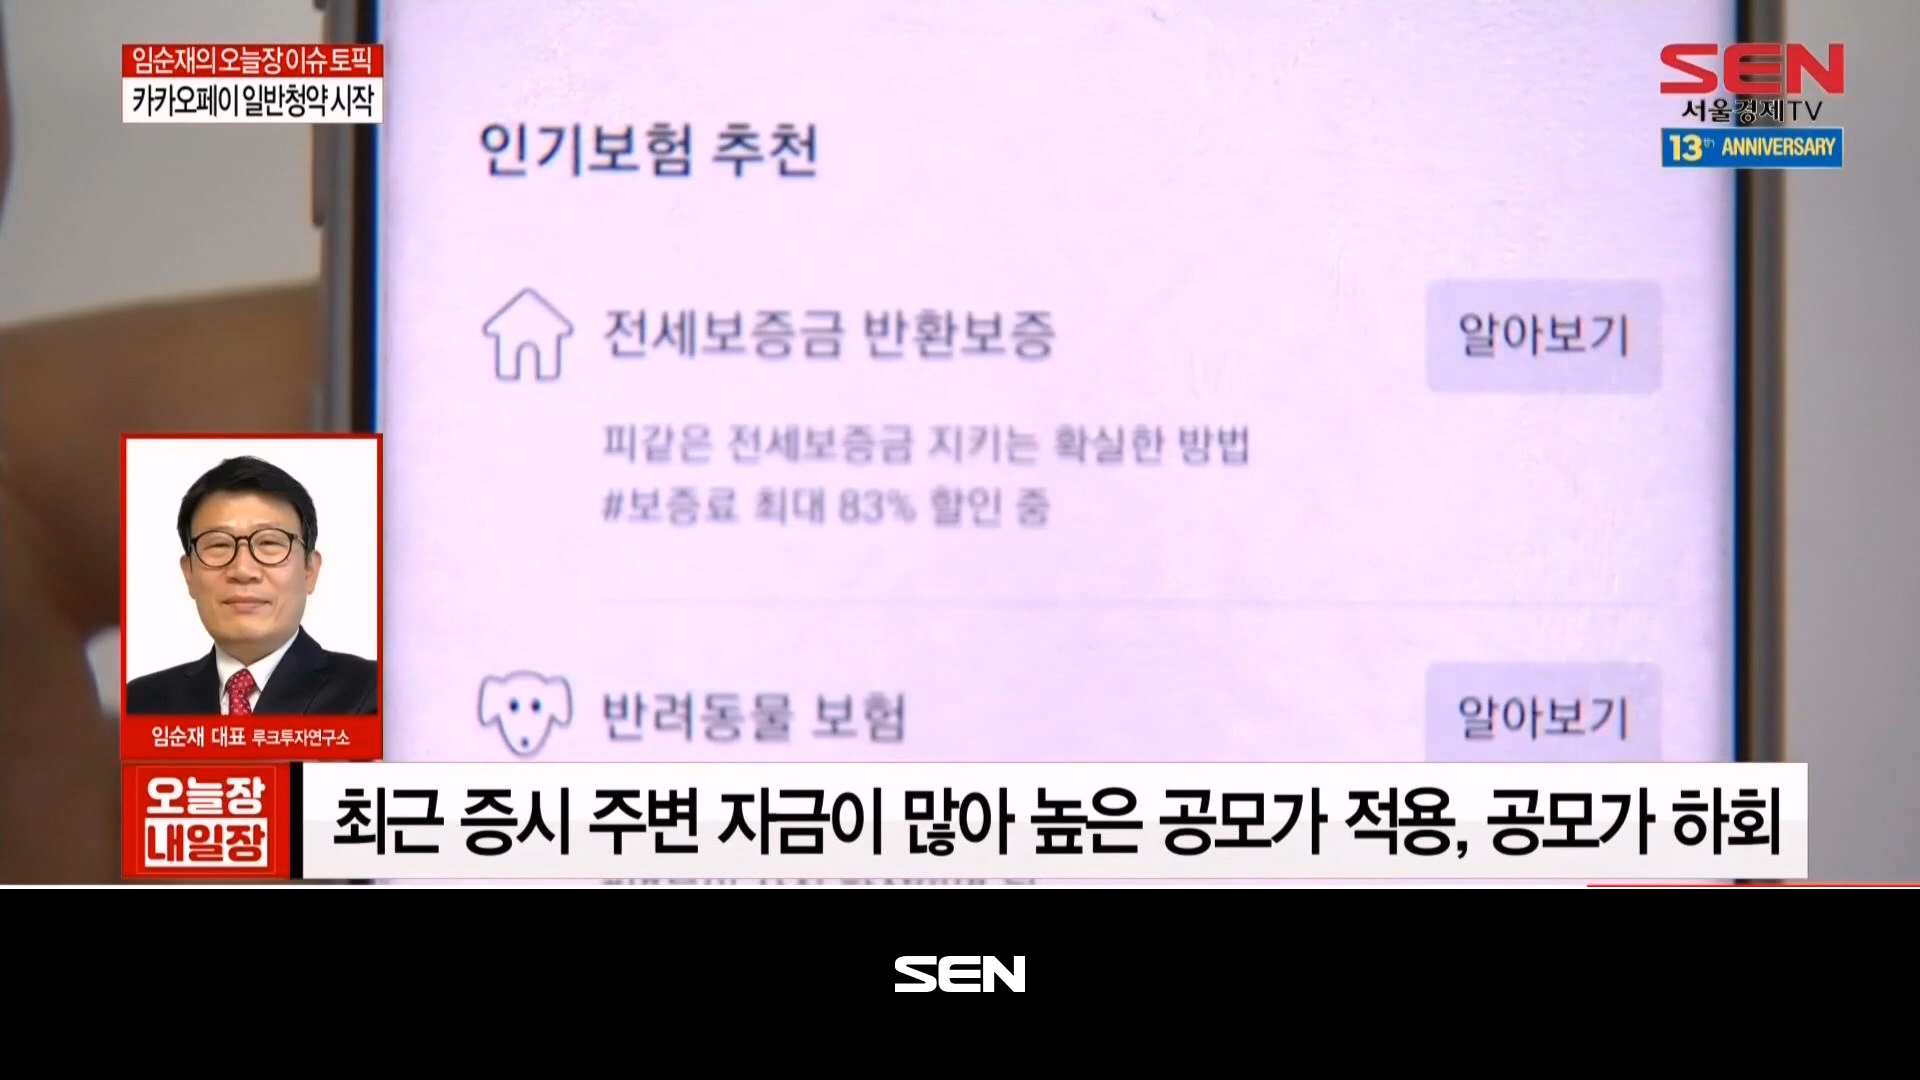 임순재의 오늘장 이슈 토픽
카카오페이 일반청약 시작
SEN
서울경제TV
13th ANNIVERSARY
인기보험 추천
전세보증금 반환보증
알아보기
피같은 전세보증금 지키는 확실한 방법
#보증료 최대 83% 할인 중
반려동물 보험
알아보기
임순재 대표 루크투자연구소
오늘장
내일장
최근 증시 주변 자금이 많아 높은 공모가 적용, 공모가 하회
SEN